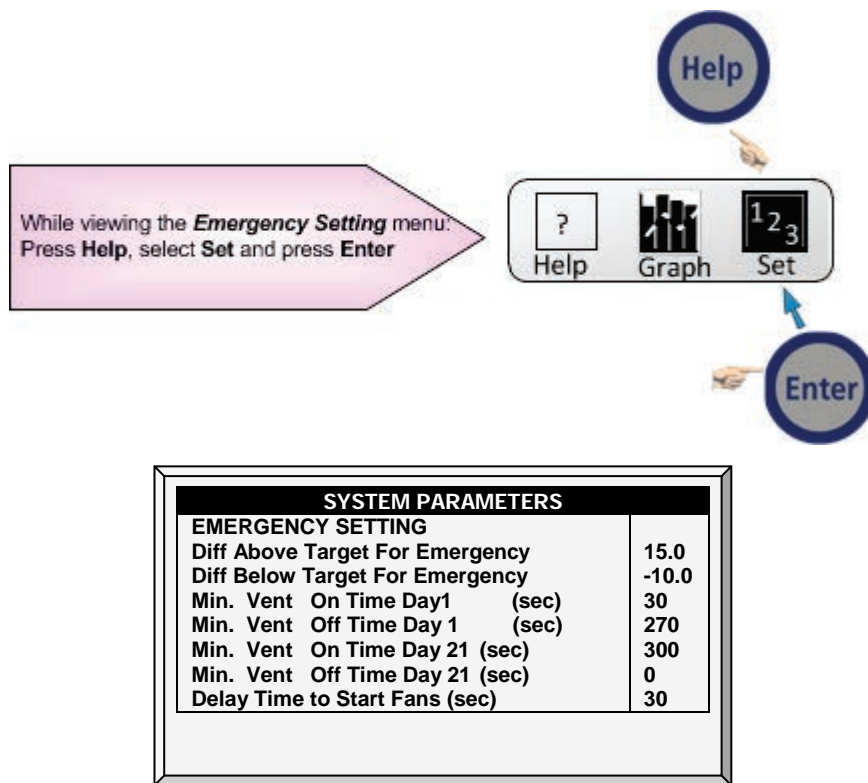 Help
While viewing the Emergency Setting menu:
Press Help, select Set and press Enter
?
123
Help Graph Set
Enter
SYSTEM PARAMETERS
EMERGENCY SETTING
Diff Above Target For Emergency 15.0
Diff Below Target For Emergency -10.0
Min. Vent On Time Day1 (sec) 30
Min. Vent Off Time Day 1 (sec) 270
Min. Vent On Time Day 21 (sec) 300
Min. Vent Off Time Day 21 (sec) 0
Delay Time to Start Fans (sec) 30